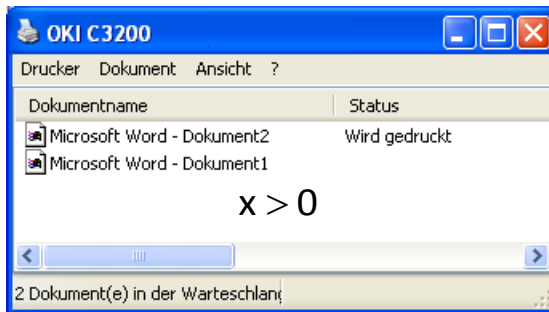 OKI C3200
Drucker Dokument Ansicht ?
Dokumentname Status
Microsoft Word - Dokument2 Wird gedruckt
Microsoft Word - Dokument1
x > 0
2 Dokument(e) in der Warteschlang